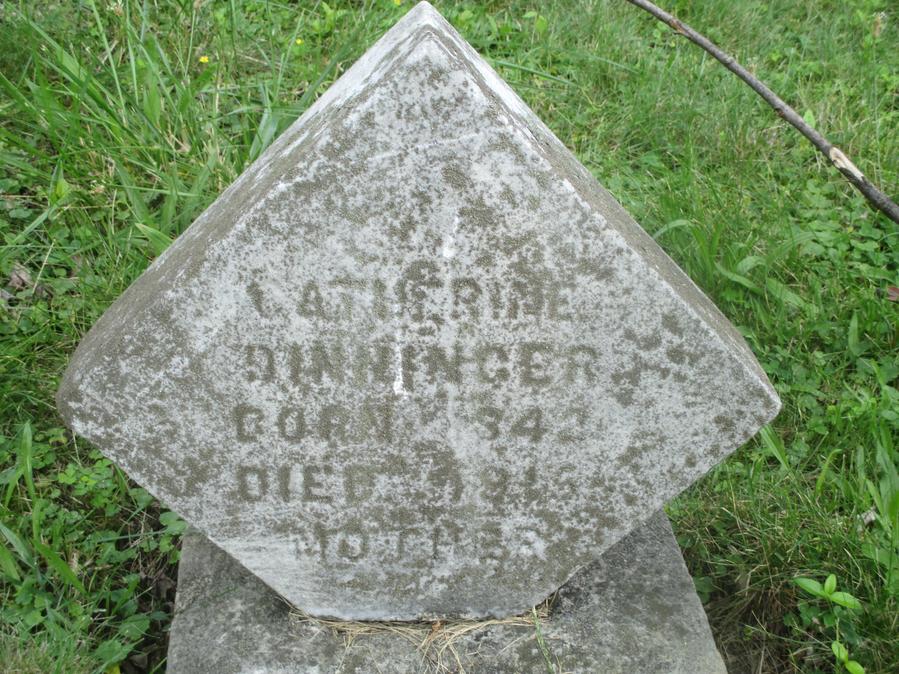 CATHERINE
DINNINGER
BORN
DIED
MOTHER